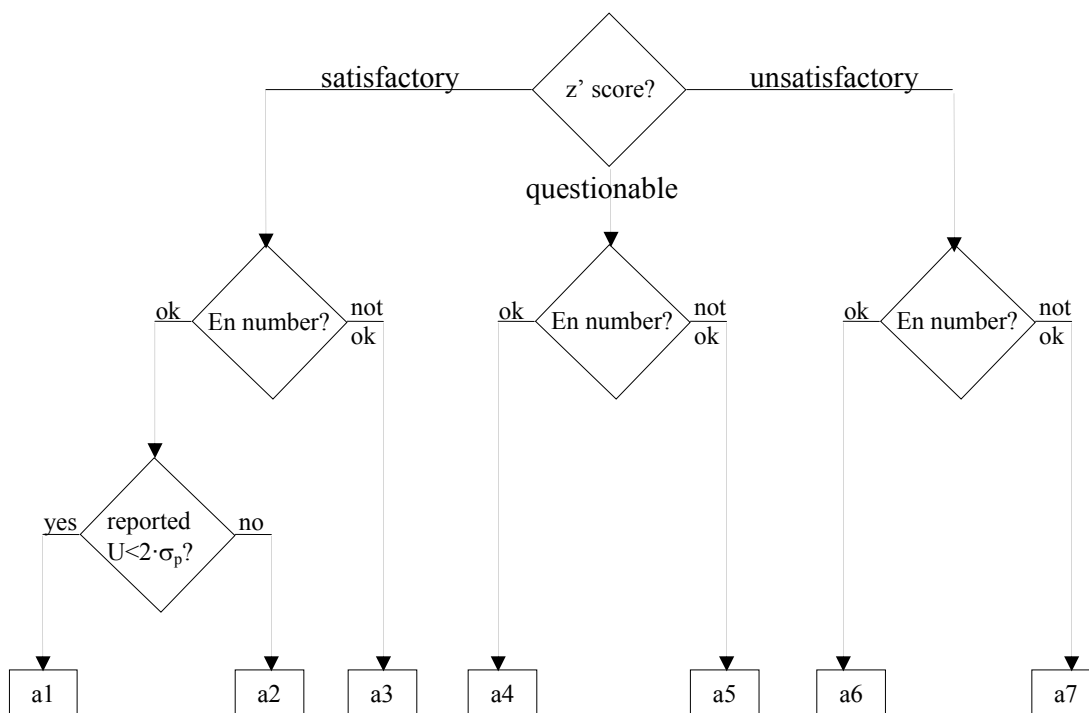 satisfactory
z’ score?
unsatisfactory
questionable
ok
En number?
not
ok
ok
En number?
not
ok
ok
En number?
not
ok
yes
reported
U<2·σₚ?
no
a1
a2
a3
a4
a5
a6
a7